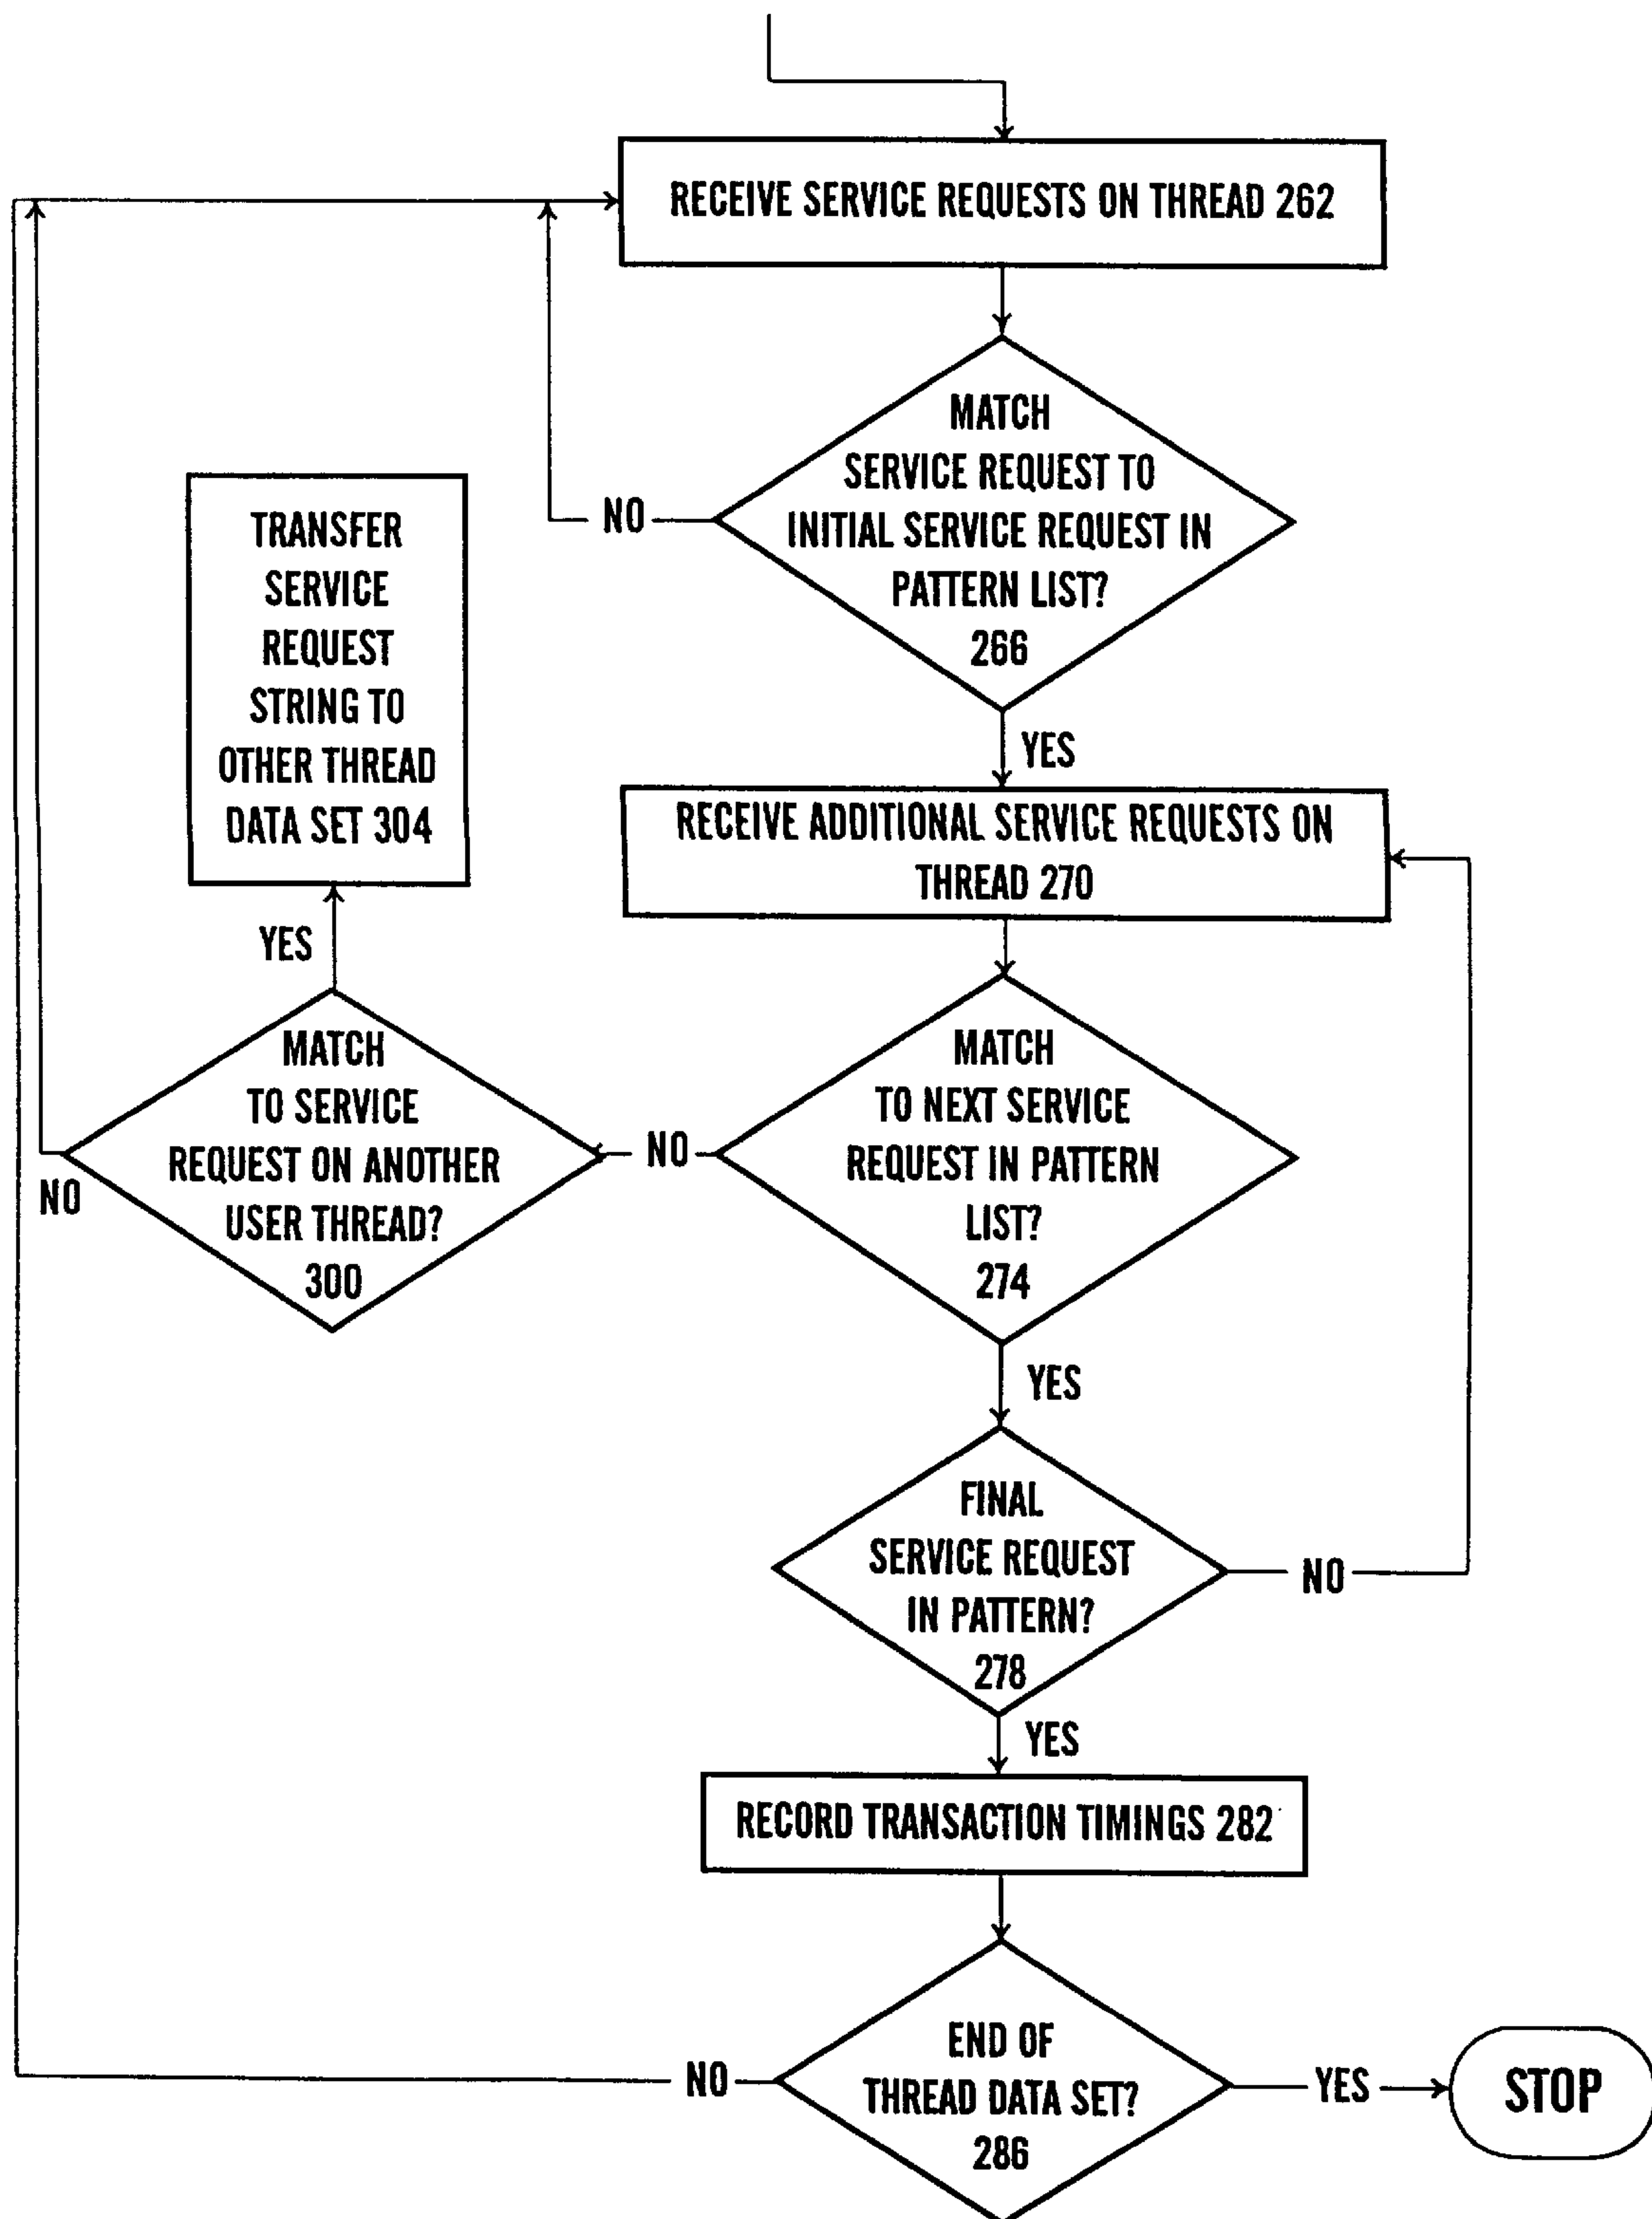 RECEIVE SERVICE REQUESTS ON THREAD 262
MATCH
SERVICE REQUEST TO
INITIAL SERVICE REQUEST IN
PATTERN LIST?
266
NO
YES
TRANSFER
SERVICE
REQUEST
STRING TO
OTHER THREAD
DATA SET 304
RECEIVE ADDITIONAL SERVICE REQUESTS ON
THREAD 270
YES
MATCH
TO SERVICE
REQUEST ON ANOTHER
USER THREAD?
300
NO
NO
MATCH
TO NEXT SERVICE
REQUEST IN PATTERN
LIST?
274
YES
FINAL
SERVICE REQUEST
IN PATTERN?
278
NO
YES
RECORD TRANSACTION TIMINGS 282
END OF
THREAD DATA SET?
286
NO
YES
STOP